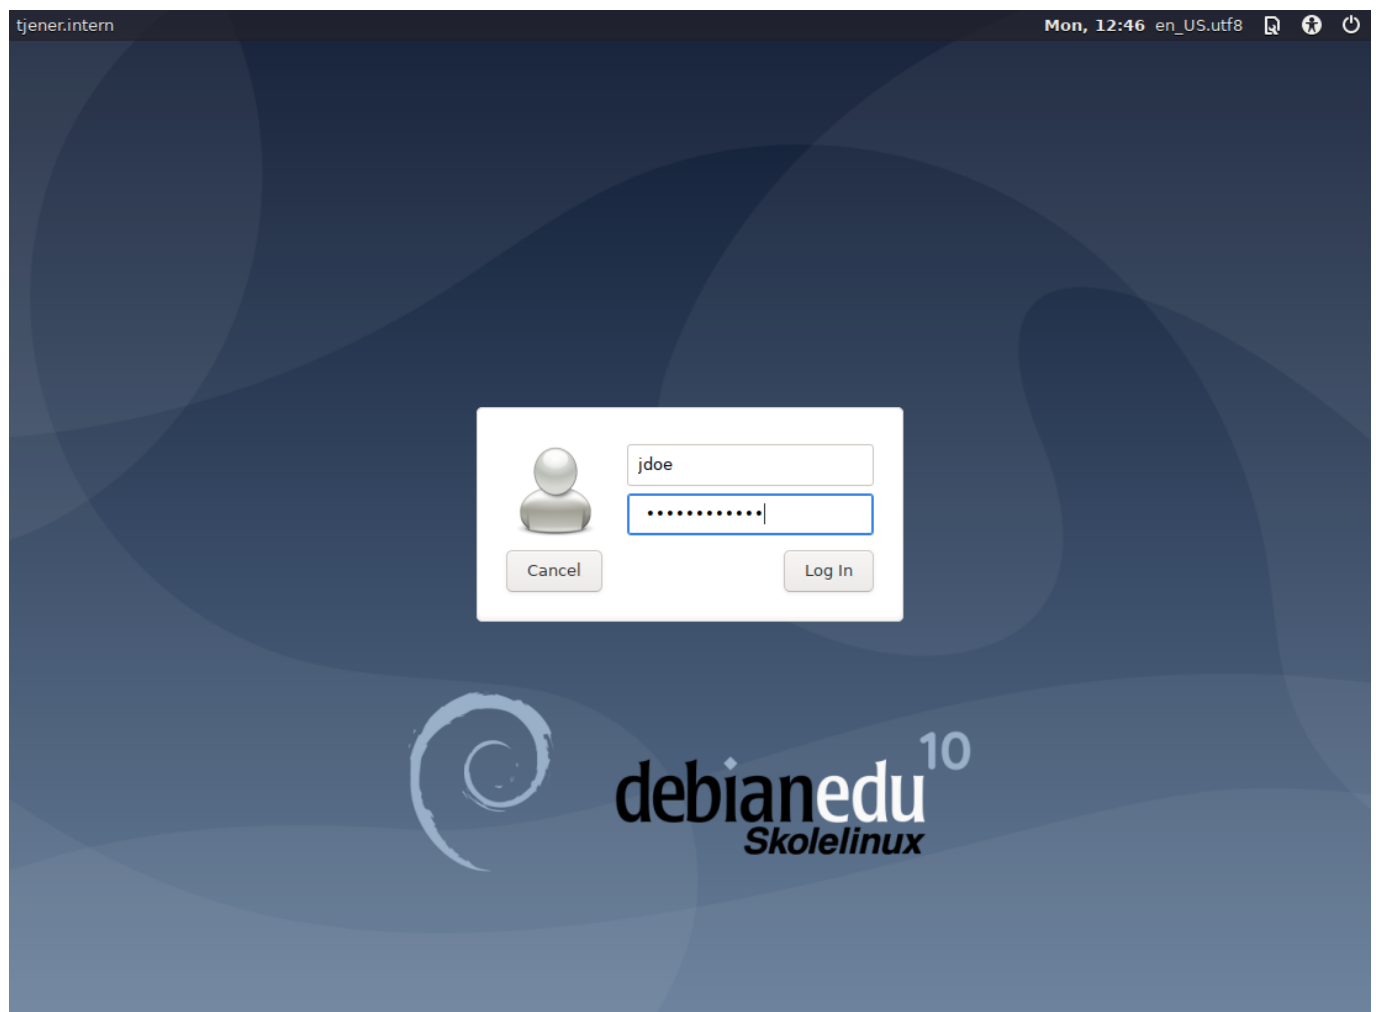 tjener.intern
Mon, 12:46 en_US.utf8
jdoe
••••••••••••
Cancel
Log In
debianedu 10
Skolelinux